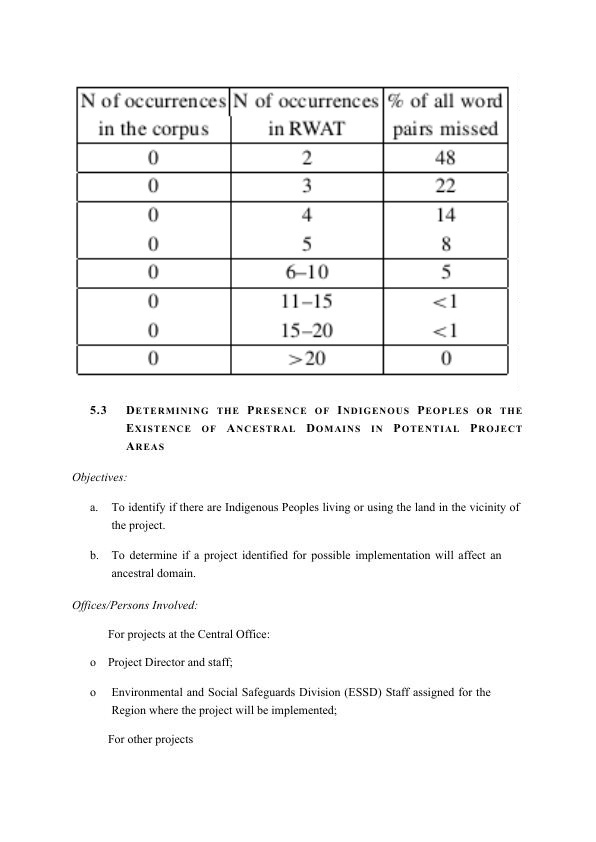 N of occurrences N of occurrences % of all word
in the corpus in RWAT pairs missed
0 2 48
0 3 22
0 4 14
0 5 8
0 6–10 5
0 11–15 <1
0 15–20 <1
0 >20 0
5.3 DETERMINING THE PRESENCE OF INDIGENOUS PEOPLES OR THE
EXISTENCE OF ANCESTRAL DOMAINS IN POTENTIAL PROJECT
AREAS
Objectives:
a. To identify if there are Indigenous Peoples living or using the land in the vicinity of
the project.
b. To determine if a project identified for possible implementation will affect an
ancestral domain.
Offices/Persons Involved:
For projects at the Central Office:
o Project Director and staff;
o Environmental and Social Safeguards Division (ESSD) Staff assigned for the
Region where the project will be implemented;
For other projects